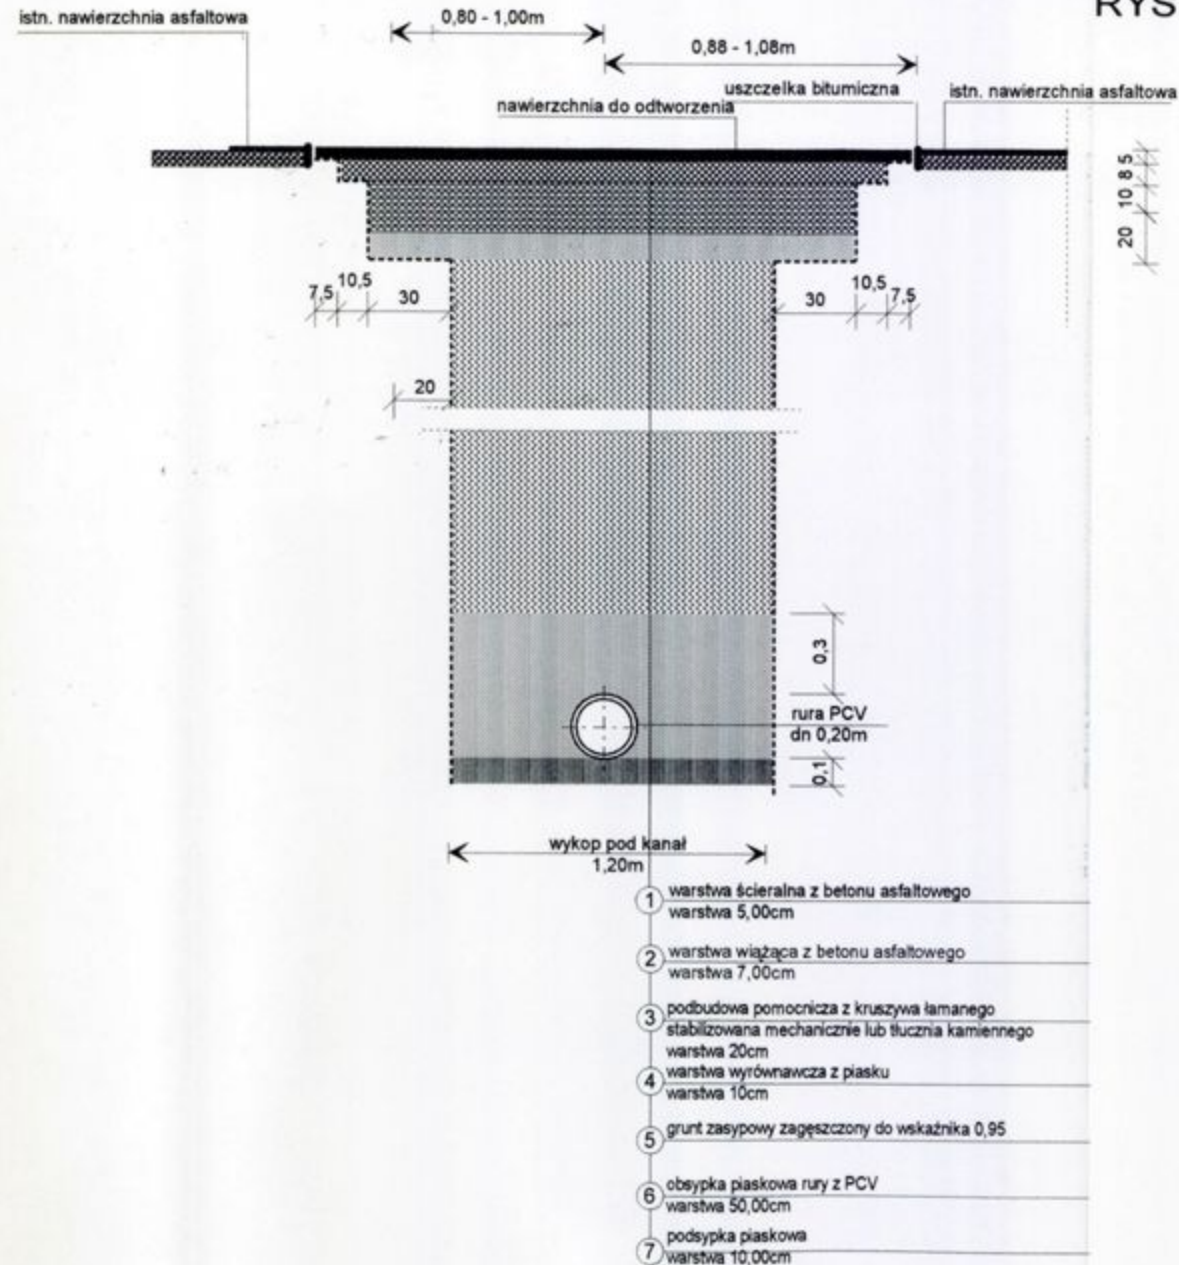 RYS
istn. nawierzchnia asfaltowa
0,80 - 1,00m
0,88 - 1,08m
uszczelka bitumiczna
istn. nawierzchnia asfaltowa
nawierzchnia do odtworzenia
20 10 8 5
7,5
10,5
30
30
10,5
7,5
20
0,3
rura PCV
dn 0,20m
0,1
wykop pod kanał
1,20m
1 warstwa ścieralna z betonu asfaltowego
warstwa 5,00cm
2 warstwa wiążąca z betonu asfaltowego
warstwa 7,00cm
3 podbudowa pomocnicza z kruszywa łamanego
stabilizowana mechanicznie lub tłucznia kamiennego
warstwa 20cm
4 warstwa wyrównawcza z piasku
warstwa 10cm
5 grunt zasypowy zagęszczony do wskaźnika 0,95
6 obsypka piaskowa rury z PCV
warstwa 50,00cm
7 podsypka piaskowa
warstwa 10,00cm